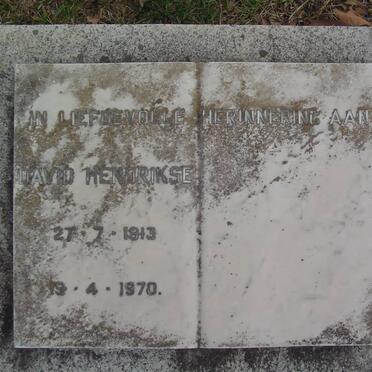 IN LIEFDEVOLLE HERINNERING AAN
DAVID HENDRIKSE
27 · 7 · 1913
19 · 4 · 1970.